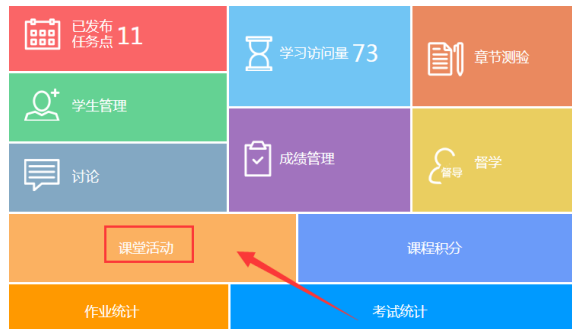 已发布
任务点 11
学习访问量 73
章节测验
学生管理
成绩管理
督导
督学
讨论
课堂活动
课程积分
作业统计
考试统计